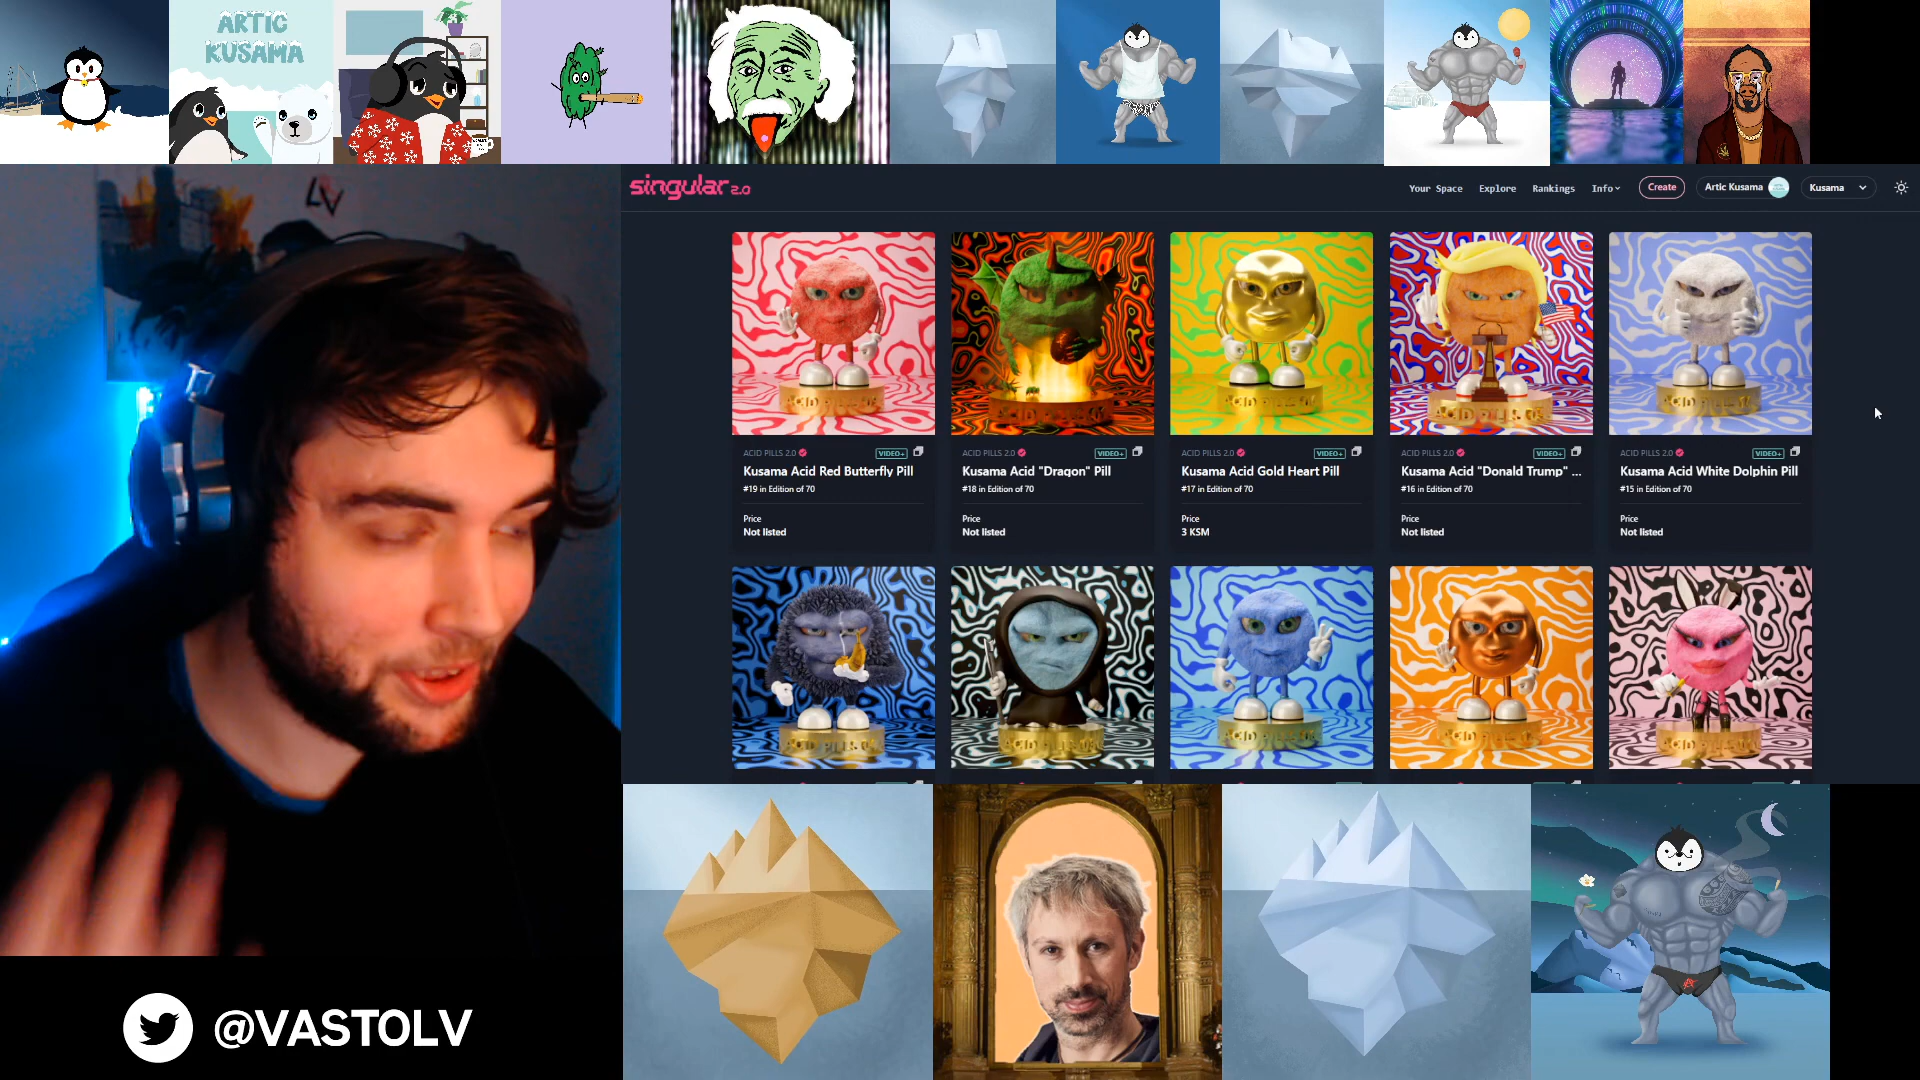 ARTIC
KUSAMA
LV
singular 2.0
Your Space
Explore
Rankings
Info
Create
Artic Kusama
Kusama
ACID PILLS 2.0
VIDEO+
Kusama Acid Red Butterfly Pill
#19 in Edition of 70
Price
Not listed
ACID PILLS 2.0
VIDEO+
Kusama Acid "Dragon" Pill
#18 in Edition of 70
Price
Not listed
ACID PILLS 2.0
VIDEO+
Kusama Acid Gold Heart Pill
#17 in Edition of 70
Price
3 KSM
ACID PILLS 2.0
VIDEO+
Kusama Acid "Donald Trump" ...
#16 in Edition of 70
Price
Not listed
ACID PILLS 2.0
VIDEO+
Kusama Acid White Dolphin Pill
#15 in Edition of 70
Price
Not listed
@VASTOLV